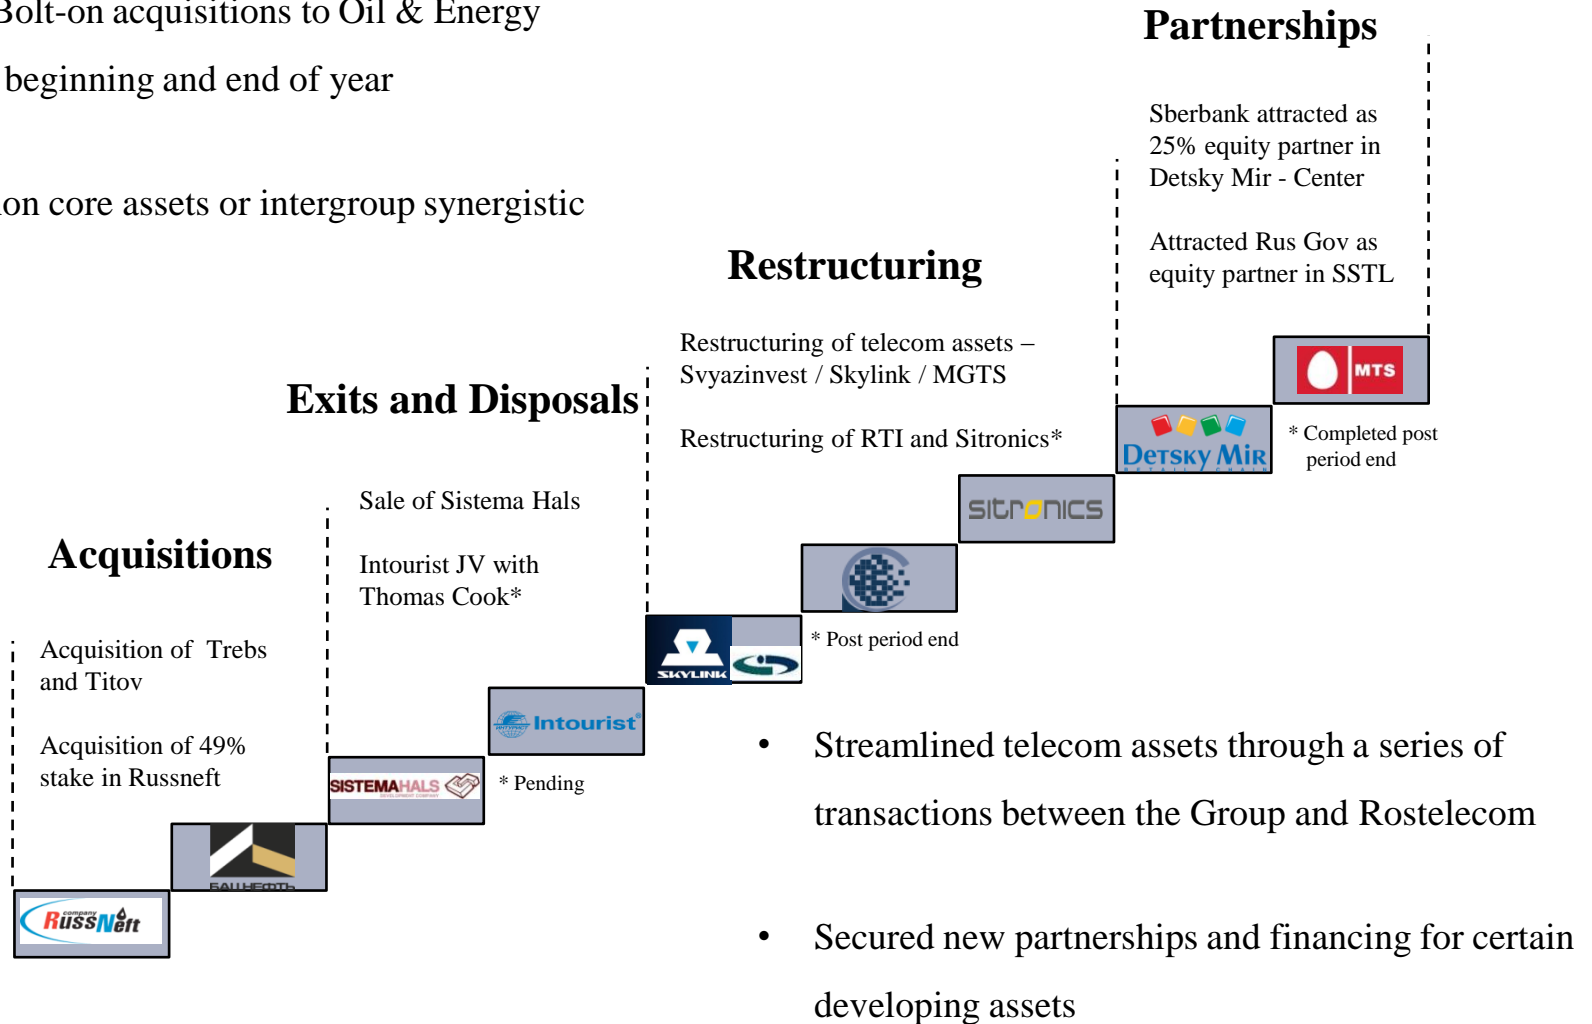 Bolt-on acquisitions to Oil & Energy
beginning and end of year
on core assets or intergroup synergistic
Partnerships
Sberbank attracted as
25% equity partner in
Detsky Mir - Center
Attracted Rus Gov as
equity partner in SSTL
Restructuring
Restructuring of telecom assets –
Svyazinvest / Skylink / MGTS
Restructuring of RTI and Sitronics*
Exits and Disposals
Sale of Sistema Hals
Intourist JV with
Thomas Cook*
Acquisitions
Acquisition of Trebs
and Titov
Acquisition of 49%
stake in Russneft
MTS
* Completed post
period end
Detsky Mir
RETAIL CHAIN
sitronics
* Post period end
SKYLINK
Intourist
* Pending
SISTEMAHALS
DEVELOPMENT COMPANY
БАШНЕФТЬ
company
RussNeft
• Streamlined telecom assets through a series of
transactions between the Group and Rostelecom
• Secured new partnerships and financing for certain
developing assets